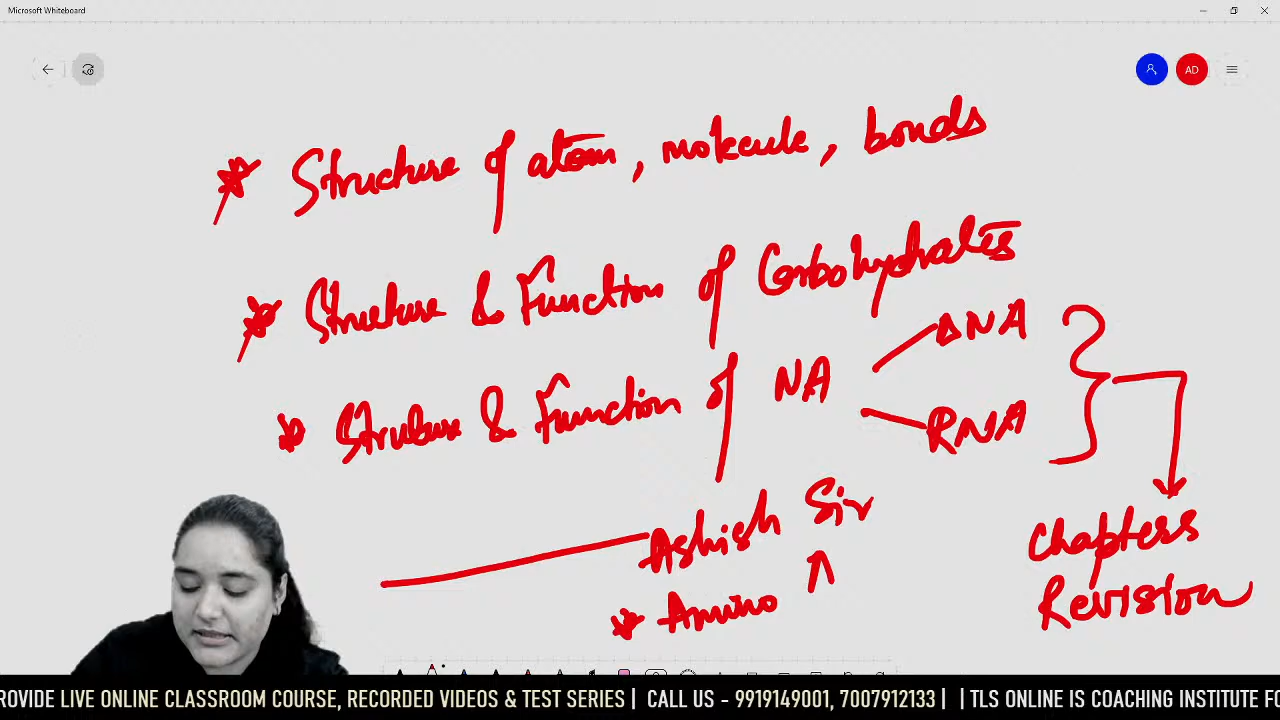 Microsoft Whiteboard
AD
* Structure of atom, molecule, bonds
* Structure & Function of Carbohydrates
* Struture & Function of NA
DNA
RNA
Ashish Sir
* Amino
Chapters
Revision
ROVIDE LIVE ONLINE CLASSROOM COURSE, RECORDED VIDEOS & TEST SERIES | CALL US - 9919149001, 7007912133 | | TLS ONLINE IS COACHING INSTITUTE FO